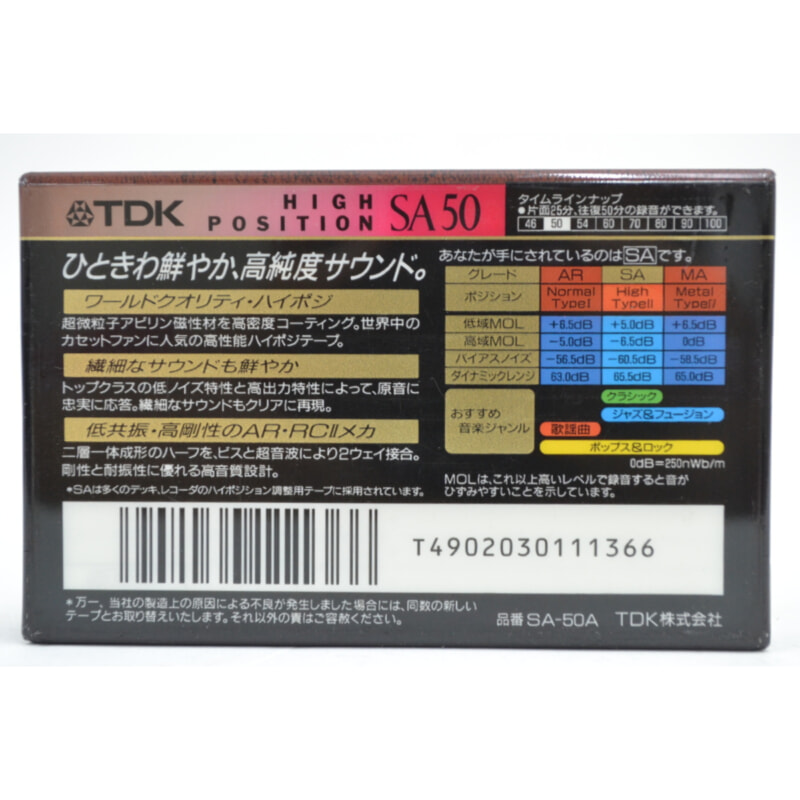 TDK
HIGH
POSITION
SA50
タイムラインナップ
●片面25分、往復50分の録音ができます。
46 50 54 60 70 80 90 100
ひときわ鮮やか、高純度サウンド。
ワールドクオリティ・ハイポジ
超微粒子アビリン磁性材を高密度コーティング。世界中の
カセットファンに人気の高性能ハイポジテープ。
繊細なサウンドも鮮やか
トップクラスの低ノイズ特性と高出力特性によって、原音に
忠実に応答。繊細なサウンドもクリアに再現。
低共振・高剛性のAR・RCⅡメカ
二層一体成形のハーフを、ビスと超音波により2ウェイ接合。
剛性と耐振性に優れる高音質設計。
*SAは多くのデッキ、レコーダのハイポジション調整用テープに採用されています。
あなたが手にされているのはSAです。
グレード AR SA MA
ポジション Normal TypeⅠ High TypeⅡ Metal TypeⅣ
低域MOL +6.5dB +5.0dB +6.5dB
高域MOL −5.0dB −6.5dB 0dB
バイアスノイズ −56.5dB −60.5dB −58.5dB
ダイナミックレンジ 63.0dB 65.5dB 65.0dB
おすすめ
音楽ジャンル
クラシック
ジャズ&フュージョン
歌謡曲
ポップス&ロック
0dB=250nWb/m
MOLは、これ以上高いレベルで録音すると音が
ひずみやすいことを示しています。
T4902030111366
*万一、当社の製造上の原因による不良が発生しました場合には、同数の新しい
テープとお取り替えいたします。それ以外の責はご容赦ください。
品番 SA-50A TDK株式会社